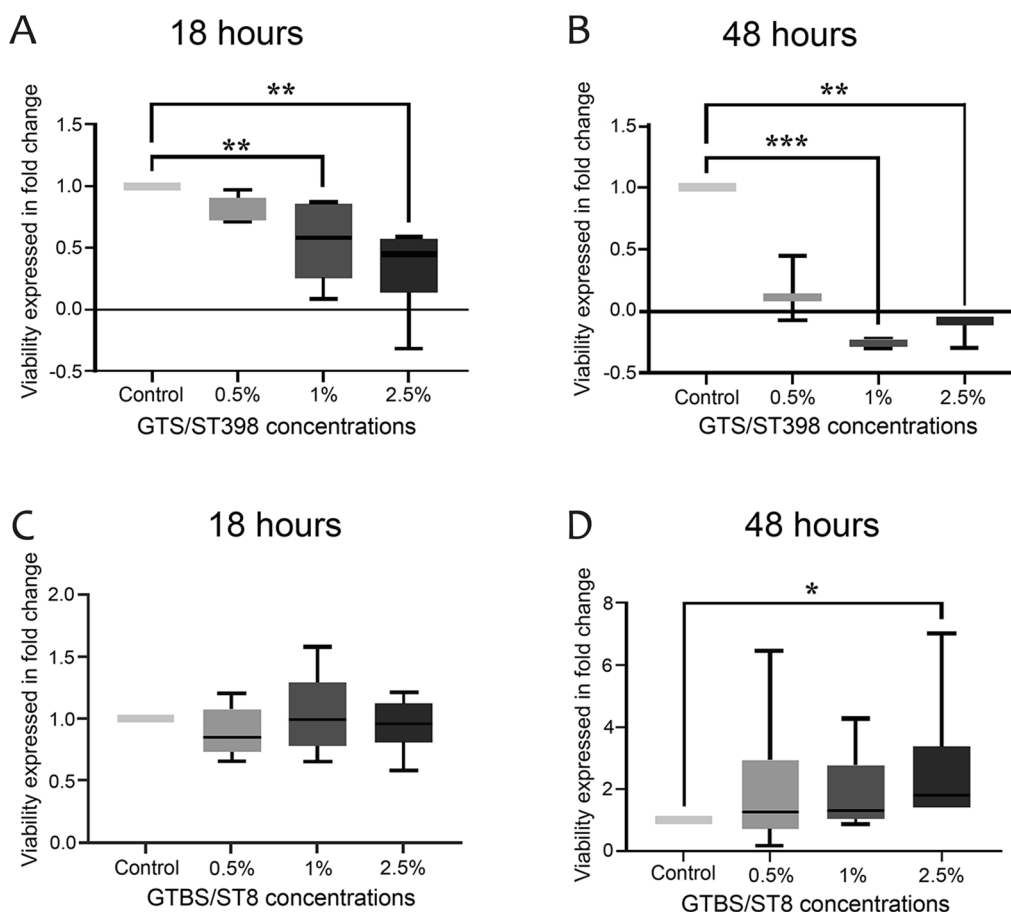 A
18 hours
Viability expressed in fold change
1.5
1.0
0.5
0.0
-0.5
**
**
Control 0.5% 1% 2.5%
GTS/ST398 concentrations
B
48 hours
Viability expressed in fold change
1.5
1.0
0.5
0.0
-0.5
**
***
Control 0.5% 1% 2.5%
GTS/ST398 concentrations
C
18 hours
Viability expressed in fold change
2.0
1.5
1.0
0.5
0.0
Control 0.5% 1% 2.5%
GTBS/ST8 concentrations
D
48 hours
Viability expressed in fold change
8
6
4
2
0
*
Control 0.5% 1% 2.5%
GTBS/ST8 concentrations